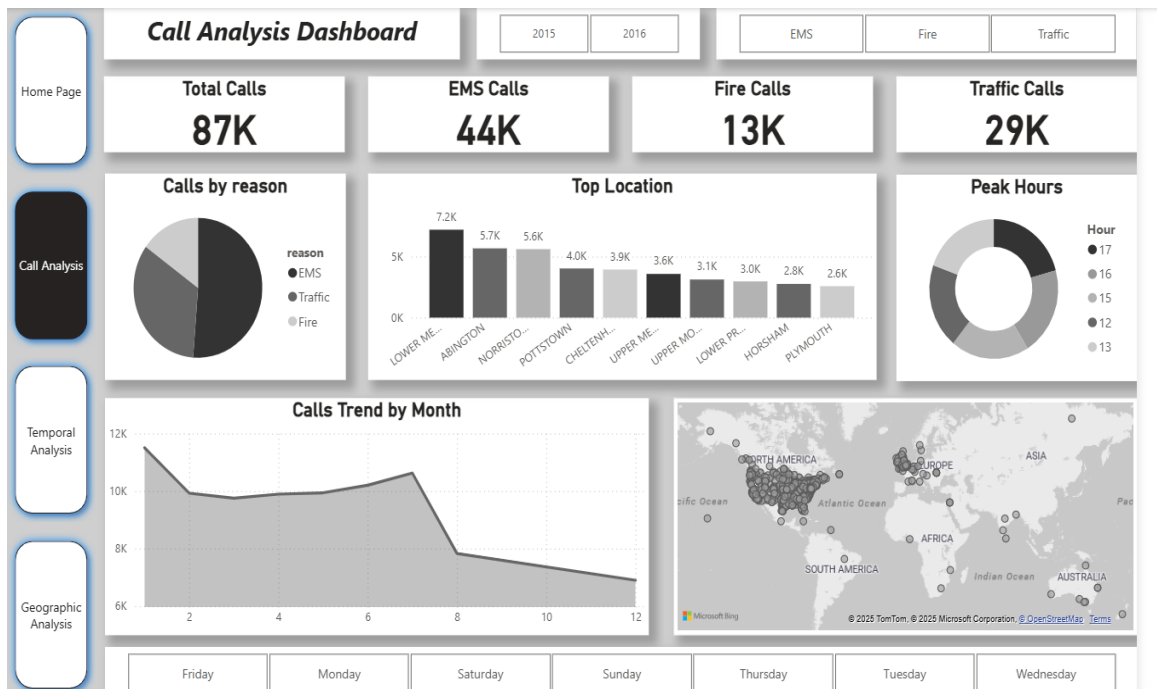 Call Analysis Dashboard
2015
2016
EMS
Fire
Traffic
Home Page
Call Analysis
Temporal
Analysis
Geographic
Analysis
Total Calls
87K
EMS Calls
44K
Fire Calls
13K
Traffic Calls
29K
Calls by reason
reason
EMS
Traffic
Fire
Top Location
5K
0K
7.2K
5.7K
5.6K
4.0K
3.9K
3.6K
3.1K
3.0K
2.8K
2.6K
LOWER ME...
ABINGTON
NORRISTO...
POTTSTOWN
CHELTENH...
UPPER ME...
UPPER MO...
LOWER PR...
HORSHAM
PLYMOUTH
Peak Hours
Hour
17
16
15
12
13
Calls Trend by Month
12K
10K
8K
6K
2
4
6
8
10
12
ORTH AMERICA
EUROPE
ASIA
cific Ocean
Atlantic Ocean
Pac
AFRICA
SOUTH AMERICA
Indian Ocean
AUSTRALIA
Microsoft Bing
© 2025 TomTom, © 2025 Microsoft Corporation, © OpenStreetMap Terms
Friday
Monday
Saturday
Sunday
Thursday
Tuesday
Wednesday